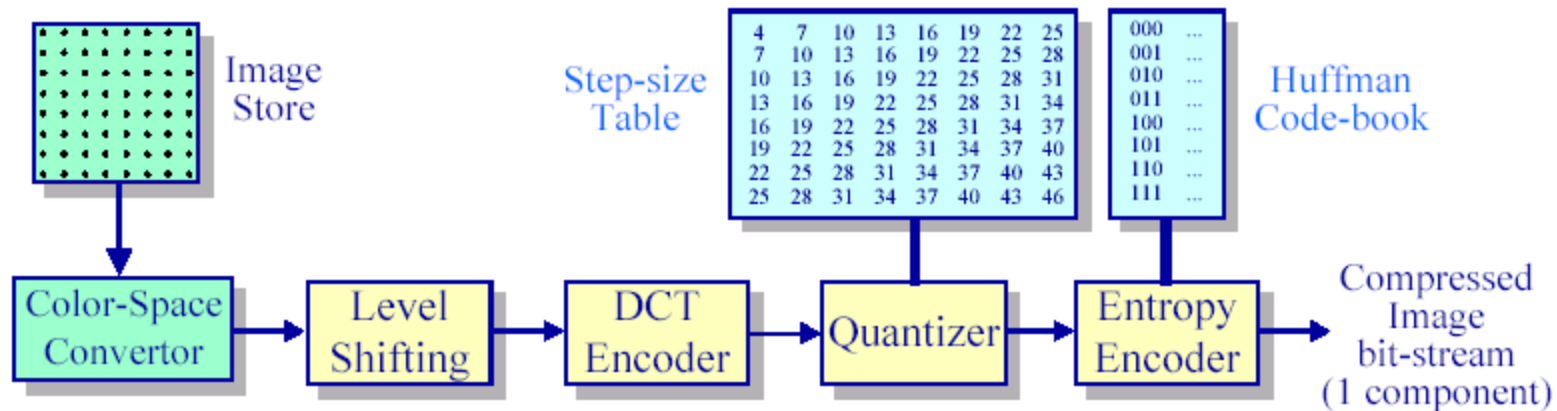 Image
Store
Step-size
Table
4 7 10 13 16 19 22 25
7 10 13 16 19 22 25 28
10 13 16 19 22 25 28 31
13 16 19 22 25 28 31 34
16 19 22 25 28 31 34 37
19 22 25 28 31 34 37 40
22 25 28 31 34 37 40 43
25 28 31 34 37 40 43 46
000 ...
001 ...
010 ...
011 ...
100 ...
101 ...
110 ...
111 ...
Huffman
Code-book
Color-Space
Convertor
Level
Shifting
DCT
Encoder
Quantizer
Entropy
Encoder
Compressed
Image
bit-stream
(1 component)